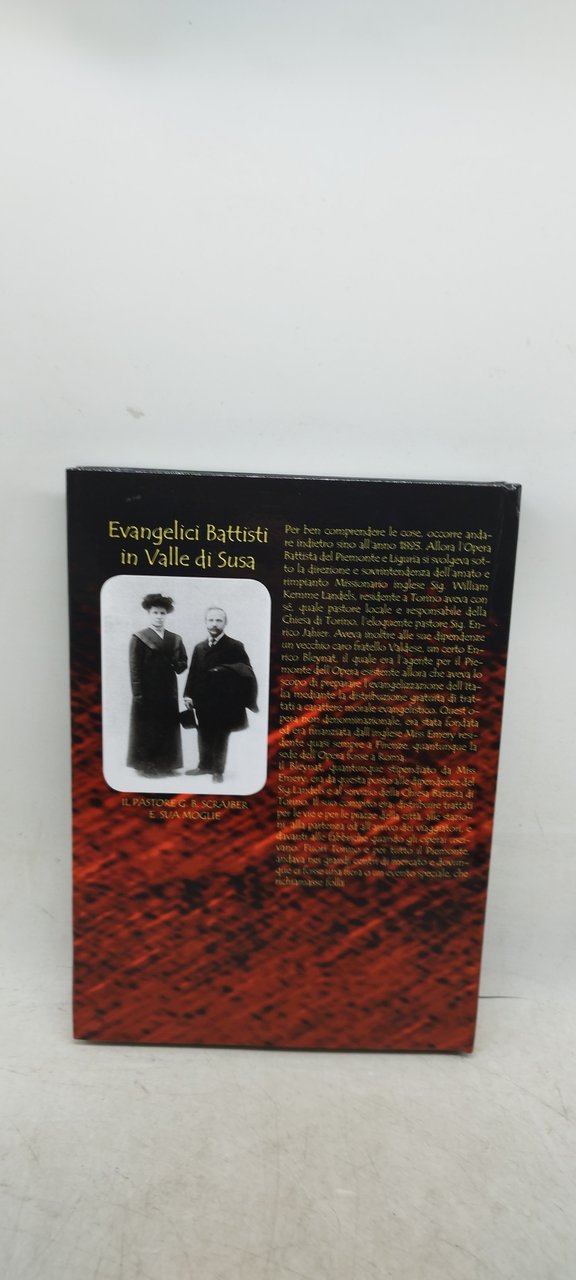 Evangelici Battisti
in Valle di Susa
IL PASTORE G. B. SCRAJBER
E SUA MOGLIE
Per ben comprendere le cose, occorre anda-
re indietro sino all'anno 1895. Allora l'Opera
Battista del Piemonte e Liguria si svolgeva sot-
to la direzione e sovrintendenza dell'amato e
rimpianto Missionario inglese Sig. William
Kemme Landels, residente a Torino aveva con
sé, quale pastore locale e responsabile della
Chiesa di Torino, l'eloquente pastore Sig. En-
rico Jahier. Aveva inoltre alle sue dipendenze
un vecchio caro fratello Valdese, un certo En-
rico Bleynat, il quale era l'agente per il Pie-
monte dell'Opera esistente allora che aveva lo
scopo di preparare l'evangelizzazione dell'Ita-
lia mediante la distribuzione gratuita di trat-
tati a carattere morale evangelistico. Quest'o-
pera non denominazionale, era stata fondata
ed era finanziata dall'inglese Miss Emery resi-
dente quasi sempre a Firenze, quantunque la
sede dell'Opera fosse a Roma.
il Bleynat, quantunque stipendiato da Miss
Emery, era da questa posto alle dipendenze del
Sig Landels e al servizio della Chiesa Battista di
Torino. Il suo compito era, distribuire trattati
per le vie e per le piazze della città, alle stazio-
ni, alla partenza ed all'arrivo dei viaggiatori, e
davanti alle fabbriche quando gli operai usci-
vano. Fuori Torino e per tutto il Piemonte,
andava nei grandi centri di mercato e dovun-
que ci fosse una fiera o un evento speciale, che
richiamasse folla.